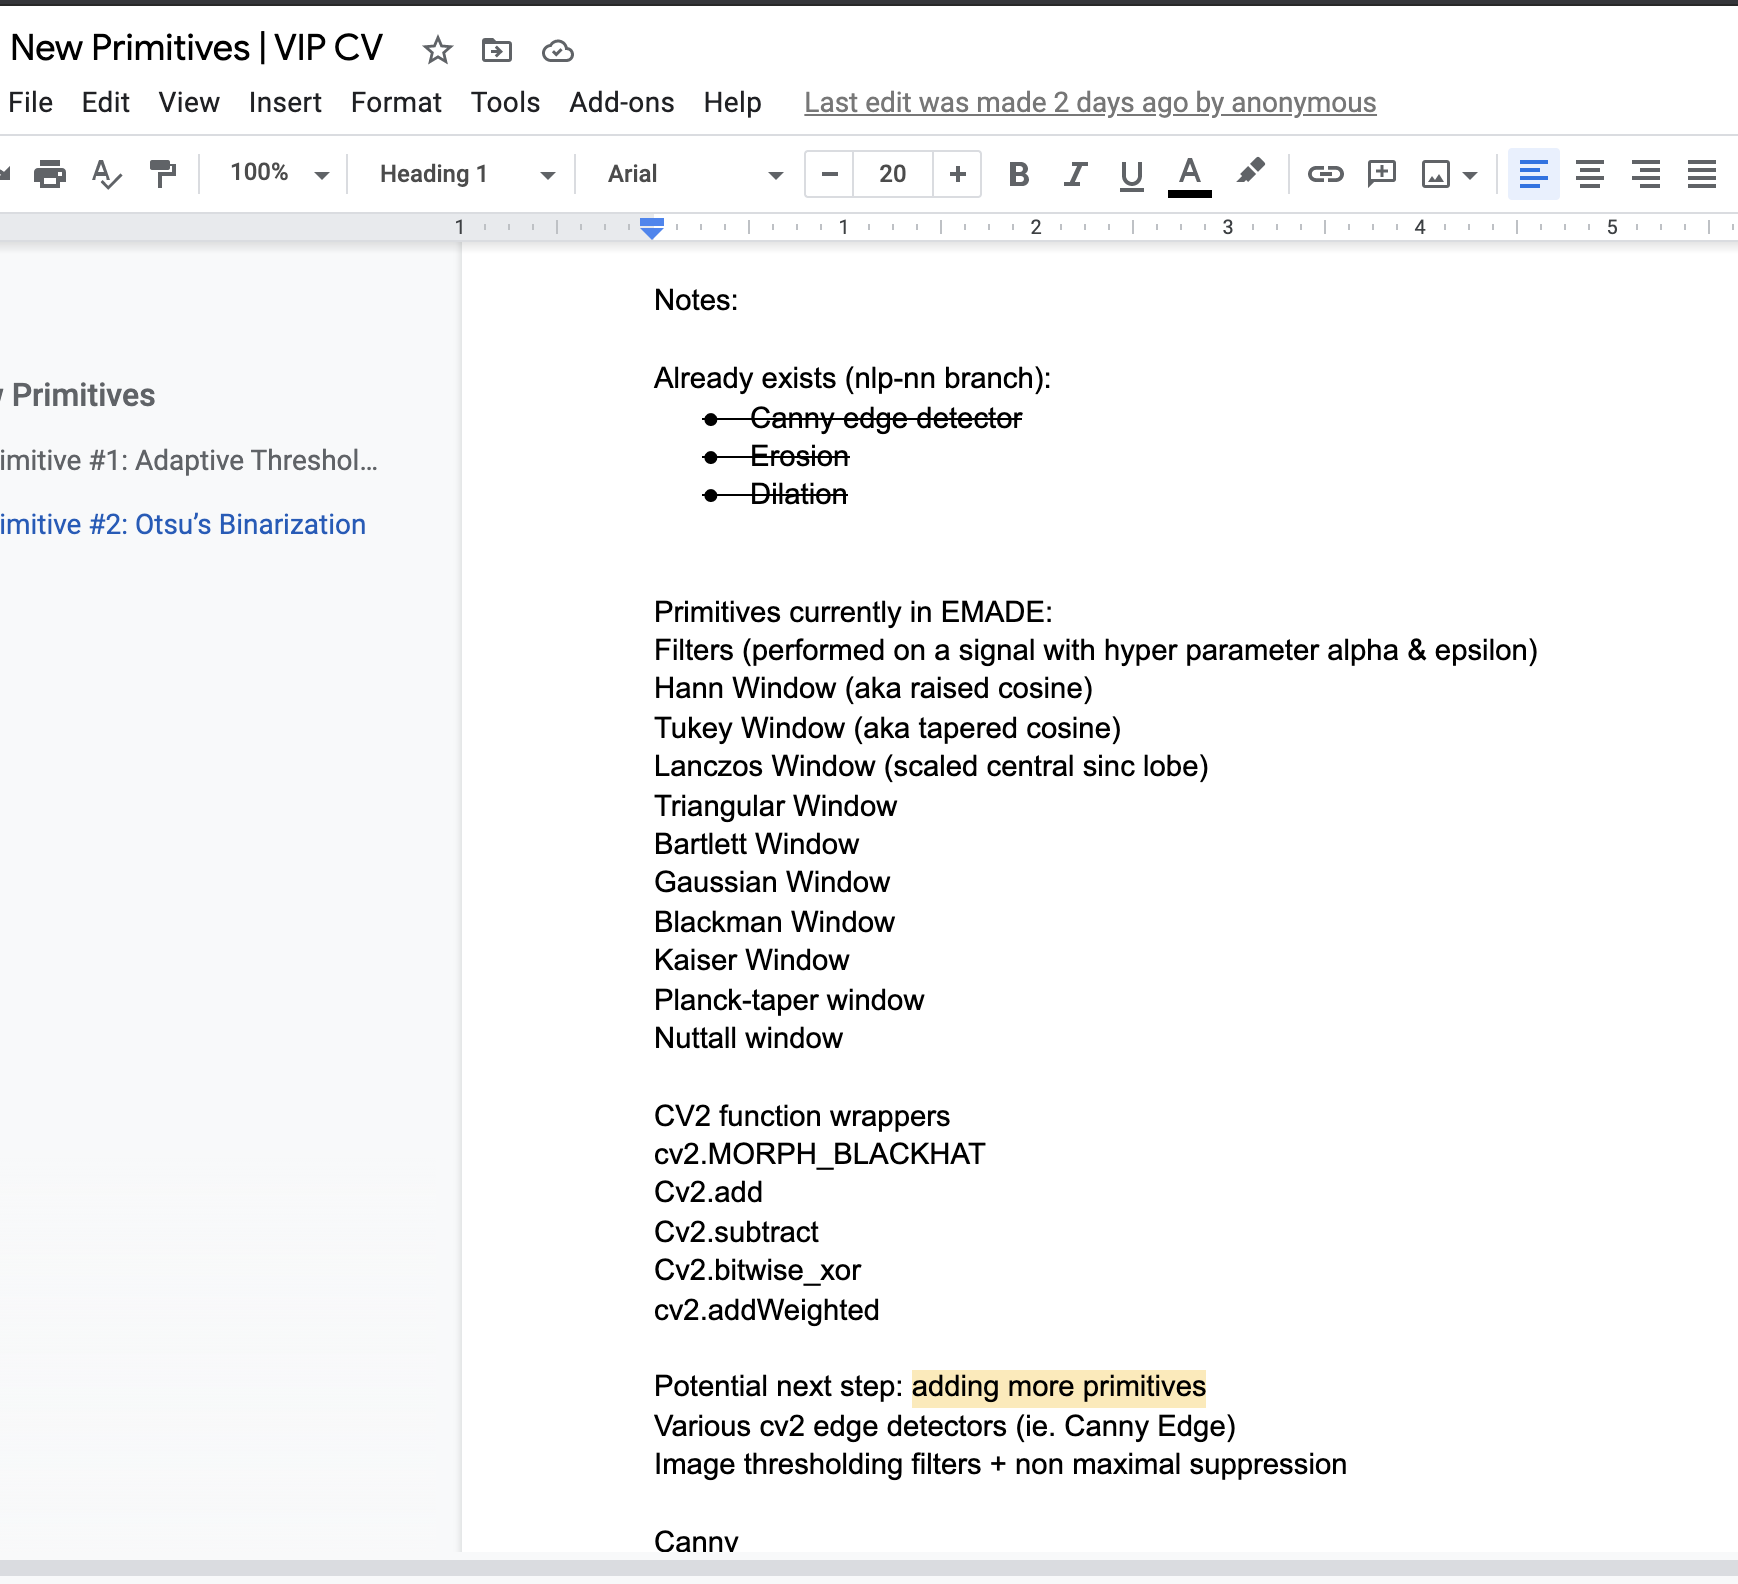 New Primitives | VIP CV
File Edit View Insert Format Tools Add-ons Help Last edit was made 2 days ago by anonymous
100% Heading 1 Arial 20 B I U A
1 1 2 3 4 5
Primitives
imitive #1: Adaptive Threshol...
imitive #2: Otsu’s Binarization
Notes:
Already exists (nlp-nn branch):
Canny edge detector
Erosion
Dilation
Primitives currently in EMADE:
Filters (performed on a signal with hyper parameter alpha & epsilon)
Hann Window (aka raised cosine)
Tukey Window (aka tapered cosine)
Lanczos Window (scaled central sinc lobe)
Triangular Window
Bartlett Window
Gaussian Window
Blackman Window
Kaiser Window
Planck-taper window
Nuttall window
CV2 function wrappers
cv2.MORPH_BLACKHAT
Cv2.add
Cv2.subtract
Cv2.bitwise_xor
cv2.addWeighted
Potential next step: adding more primitives
Various cv2 edge detectors (ie. Canny Edge)
Image thresholding filters + non maximal suppression
Canny